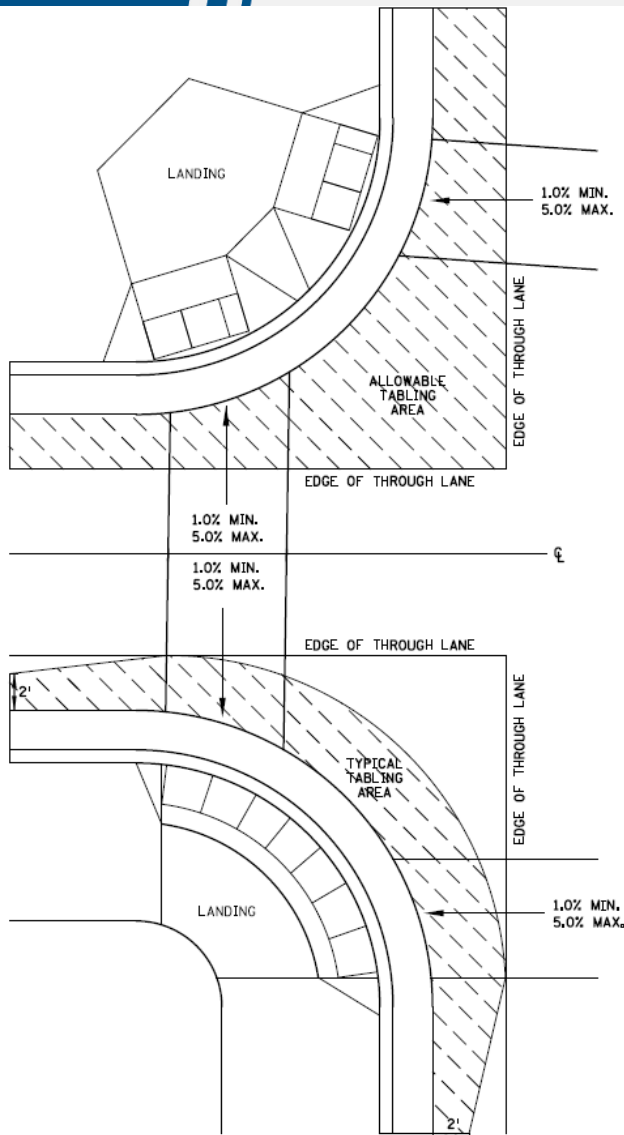 LANDING
1.0% MIN.
5.0% MAX.
EDGE OF THROUGH LANE
ALLOWABLE
TABLING
AREA
EDGE OF THROUGH LANE
1.0% MIN.
5.0% MAX.
℄
1.0% MIN.
5.0% MAX.
EDGE OF THROUGH LANE
2'
EDGE OF THROUGH LANE
TYPICAL
TABLING
AREA
LANDING
1.0% MIN.
5.0% MAX.
2'